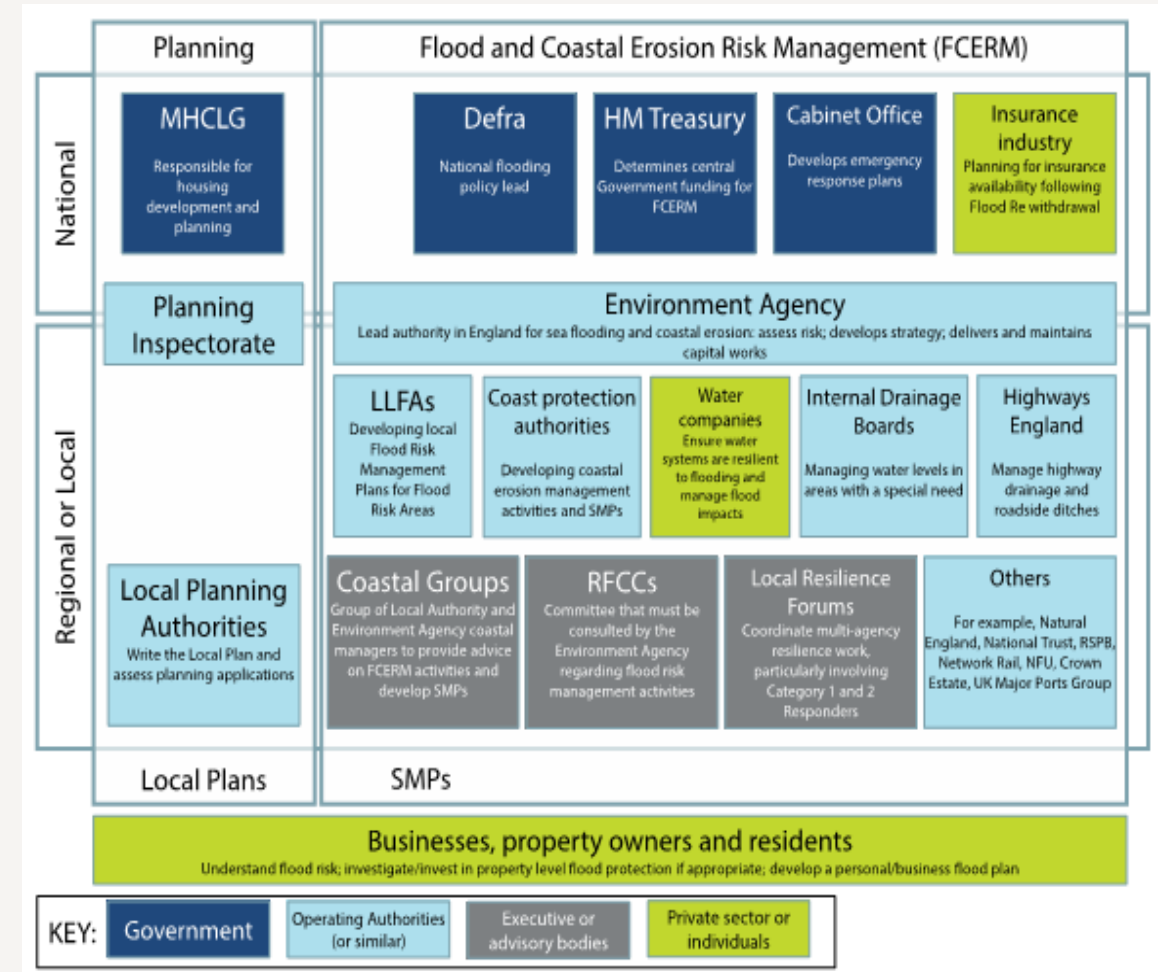 Planning
Flood and Coastal Erosion Risk Management (FCERM)
National
MHCLG
Responsible for
housing
development and
planning
Defra
National flooding
policy lead
HM Treasury
Determines central
Government funding for
FCERM
Cabinet Office
Develops emergency
response plans
Insurance
industry
Planning for insurance
availability following
Flood Re withdrawal
Planning
Inspectorate
Environment Agency
Lead authority in England for sea flooding and coastal erosion: assess risk; develops strategy; delivers and maintains
capital works
Regional or Local
LLFAs
Developing local
Flood Risk
Management
Plans for Flood
Risk Areas
Coast protection
authorities
Developing coastal
erosion management
activities and SMPs
Water
companies
Ensure water
systems are resilient
to flooding and
manage flood
impacts
Internal Drainage
Boards
Managing water levels in
areas with a special need
Highways
England
Manage highway
drainage and
roadside ditches
Local Planning
Authorities
Write the Local Plan and
assess planning applications
Coastal Groups
Group of Local Authority and
Environment Agency coastal
managers to provide advice
on FCERM activities and
develop SMPs
RFCCs
Committee that must be
consulted by the
Environment Agency
regarding flood risk
management activities
Local Resilience
Forums
Coordinate multi-agency
resilience work,
particularly involving
Category 1 and 2
Responders
Others
For example, Natural
England, National Trust, RSPB,
Network Rail, NFU, Crown
Estate, UK Major Ports Group
Local Plans
SMPs
Businesses, property owners and residents
Understand flood risk; investigate/invest in property level flood protection if appropriate; develop a personal/business flood plan
KEY:
Government
Operating Authorities
(or similar)
Executive or
advisory bodies
Private sector or
individuals